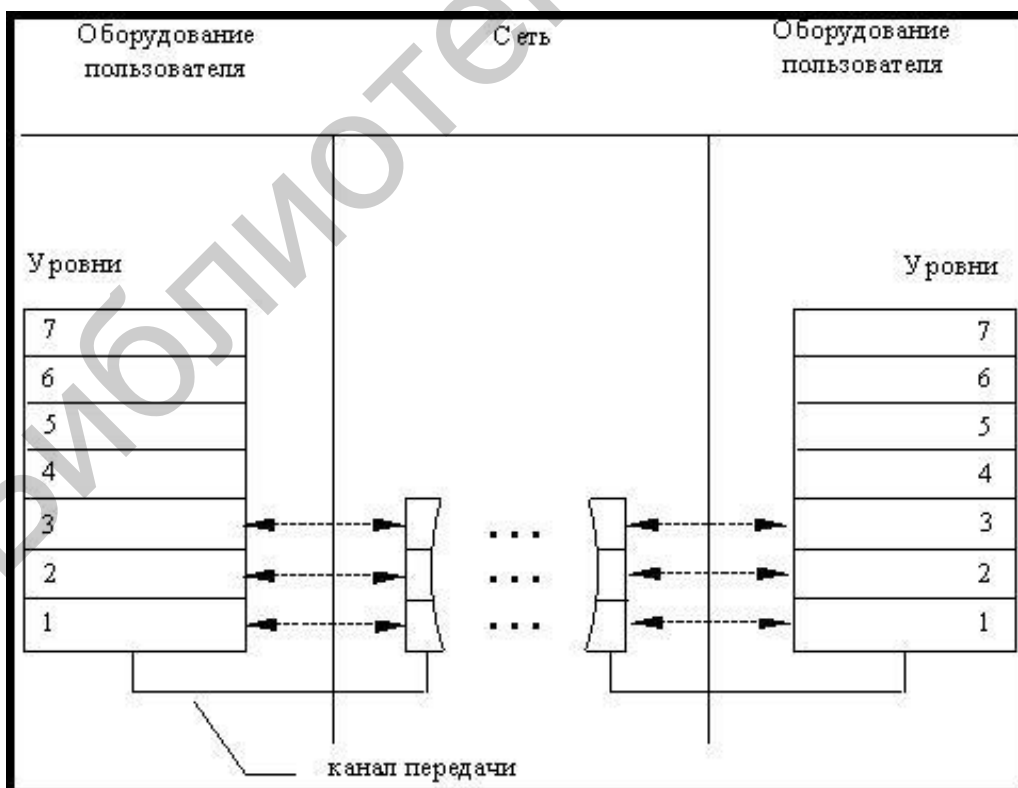 Оборудование
пользователя
Сеть
Оборудование
пользователя
Уровни
Уровни
7
6
5
4
3
2
1
7
6
5
4
3
2
1
. . .
. . .
. . .
канал передачи